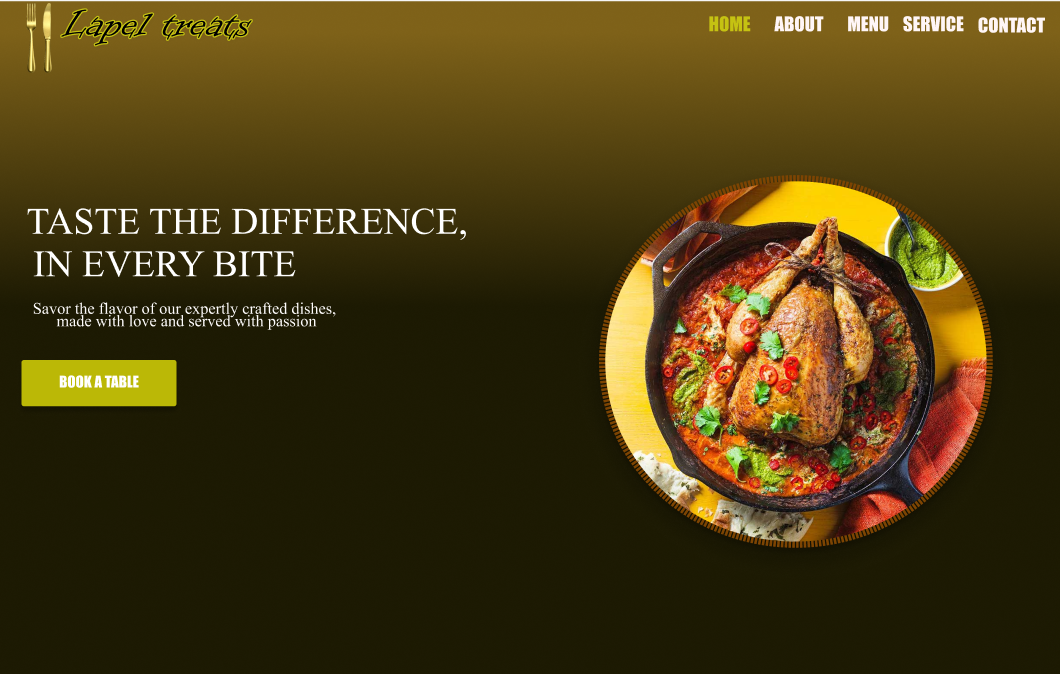 Lapel treats
HOME ABOUT MENU SERVICE CONTACT
TASTE THE DIFFERENCE,
IN EVERY BITE
Savor the flavor of our expertly crafted dishes,
made with love and served with passion
BOOK A TABLE